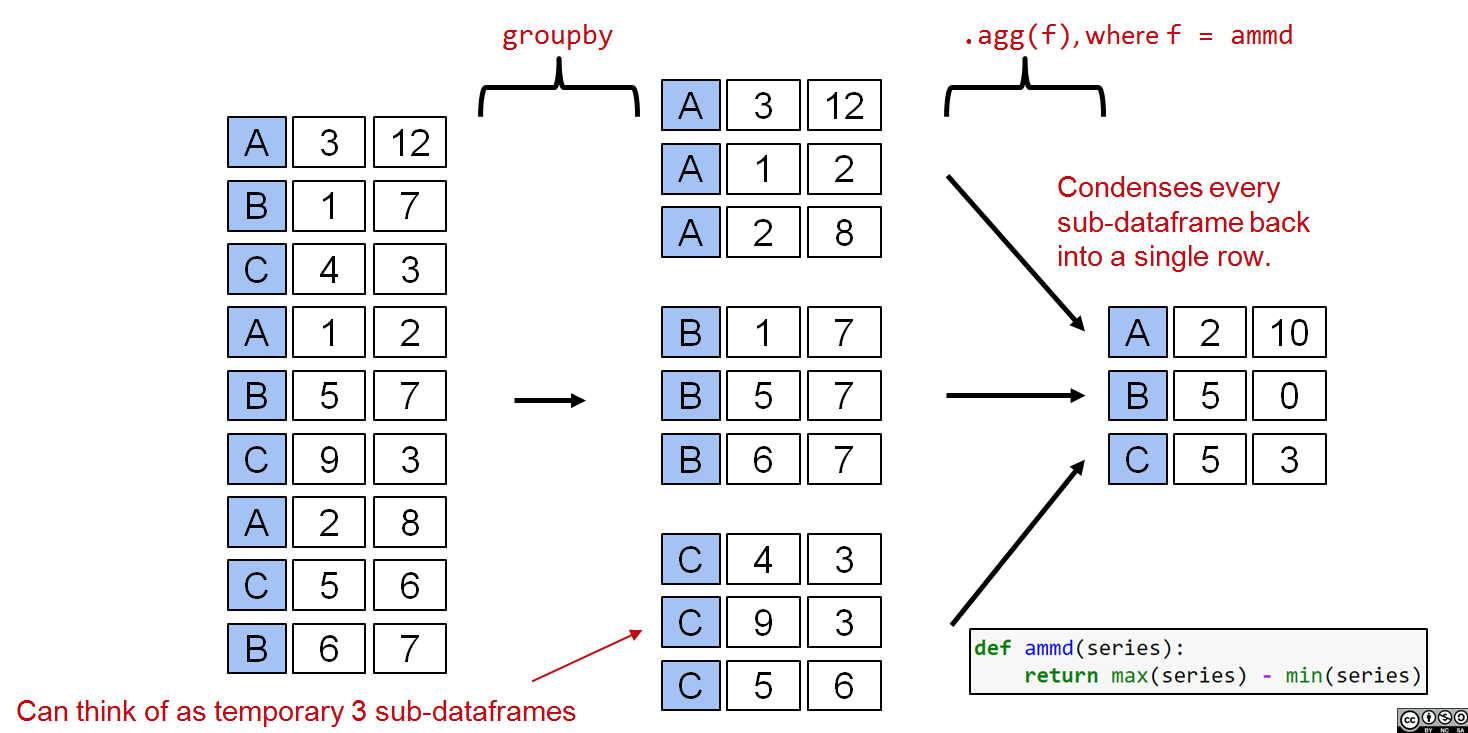 groupby
.agg(f), where f = ammd
A 3 12
B 1 7
C 4 3
A 1 2
B 5 7
C 9 3
A 2 8
C 5 6
B 6 7
A 3 12
A 1 2
A 2 8
B 1 7
B 5 7
B 6 7
C 4 3
C 9 3
C 5 6
Condenses every
sub-dataframe back
into a single row.
A 2 10
B 5 0
C 5 3
def ammd(series):
    return max(series) - min(series)
Can think of as temporary 3 sub-dataframes
cc
BY NC SA